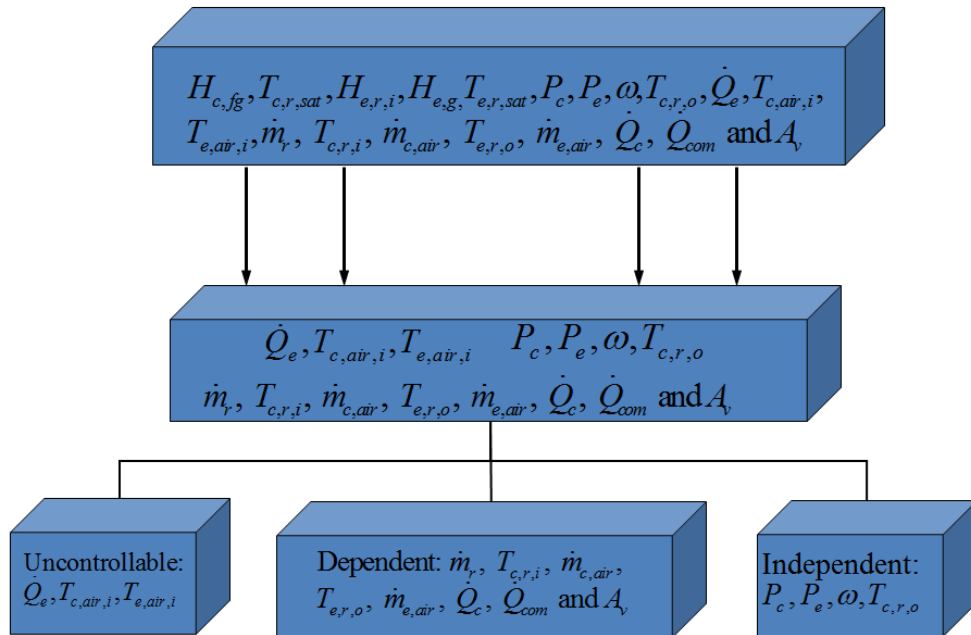 H_{c,fg}, T_{c,r,sat}, H_{e,r,i}, H_{e,g}, T_{e,r,sat}, P_c, P_e, ω, T_{c,r,o}, Q̇_e, T_{c,air,i},
T_{e,air,i}, ṁ_r, T_{c,r,i}, ṁ_{c,air}, T_{e,r,o}, ṁ_{e,air}, Q̇_c, Q̇_{com} and A_v
Q̇_e, T_{c,air,i}, T_{e,air,i} P_c, P_e, ω, T_{c,r,o}
ṁ_r, T_{c,r,i}, ṁ_{c,air}, T_{e,r,o}, ṁ_{e,air}, Q̇_c, Q̇_{com} and A_v
Uncontrollable:
Q̇_e, T_{c,air,i}, T_{e,air,i}
Dependent: ṁ_r, T_{c,r,i}, ṁ_{c,air},
T_{e,r,o}, ṁ_{e,air}, Q̇_c, Q̇_{com} and A_v
Independent:
P_c, P_e, ω, T_{c,r,o}